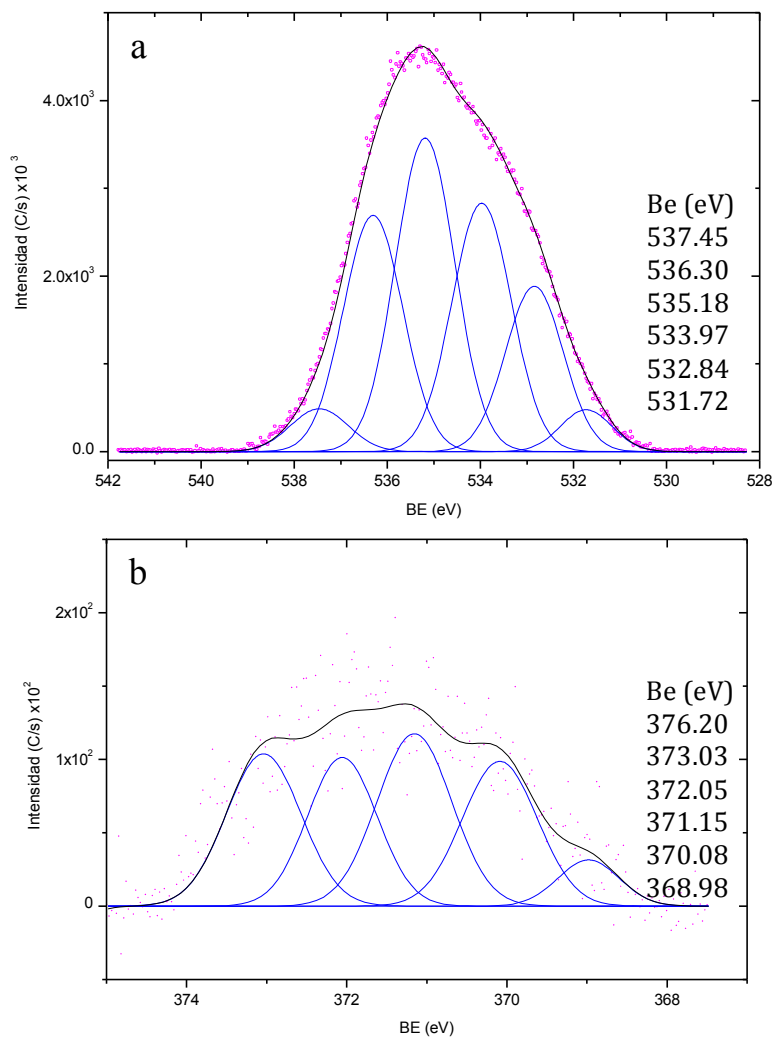 a
Intensidad (C/s) x10⁻³
4.0x10³
2.0x10³
0.0
Be (eV)
537.45
536.30
535.18
533.97
532.84
531.72
542 540 538 536 534 532 530 528
BE (eV)
b
Intensidad (C/s) x10²
2x10²
1x10²
0
Be (eV)
376.20
373.03
372.05
371.15
370.08
368.98
374 372 370 368
BE (eV)